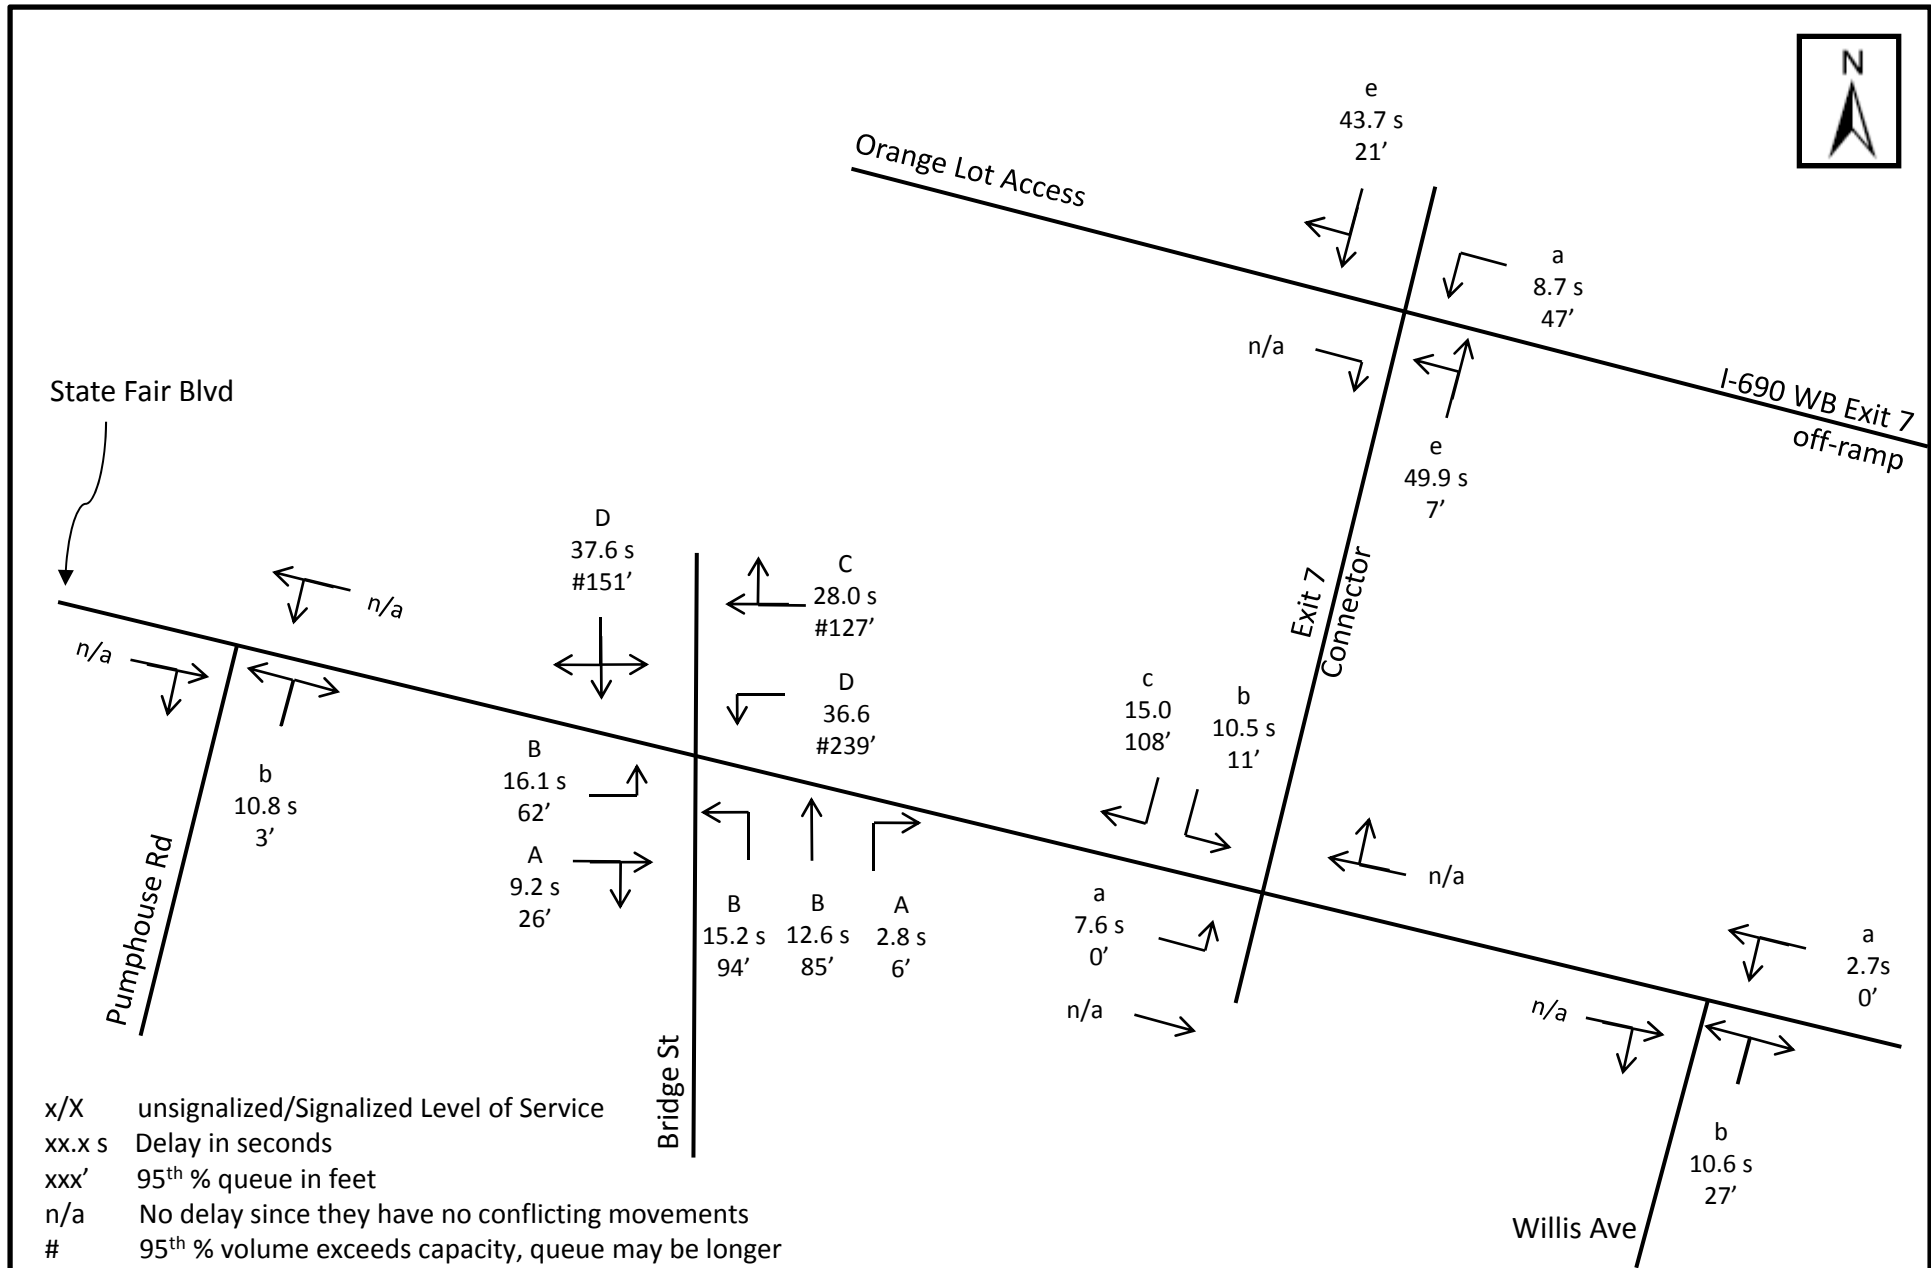 N
e
43.7 s
21’
Orange Lot Access
a
8.7 s
47’
n/a
I-690 WB Exit 7
off-ramp
e
49.9 s
7’
State Fair Blvd
Exit 7
Connector
D
37.6 s
#151’
C
28.0 s
#127’
n/a
n/a
D
36.6
#239’
c
15.0
108’
b
10.5 s
11’
b
10.8 s
3’
B
16.1 s
62’
A
9.2 s
26’
B
15.2 s
94’
B
12.6 s
85’
A
2.8 s
6’
a
7.6 s
0’
n/a
n/a
a
2.7s
0’
n/a
Pumphouse Rd
Bridge St
b
10.6 s
27’
Willis Ave
x/X unsignalized/Signalized Level of Service
xx.x s Delay in seconds
xxx’ 95th % queue in feet
n/a No delay since they have no conflicting movements
# 95th % volume exceeds capacity, queue may be longer